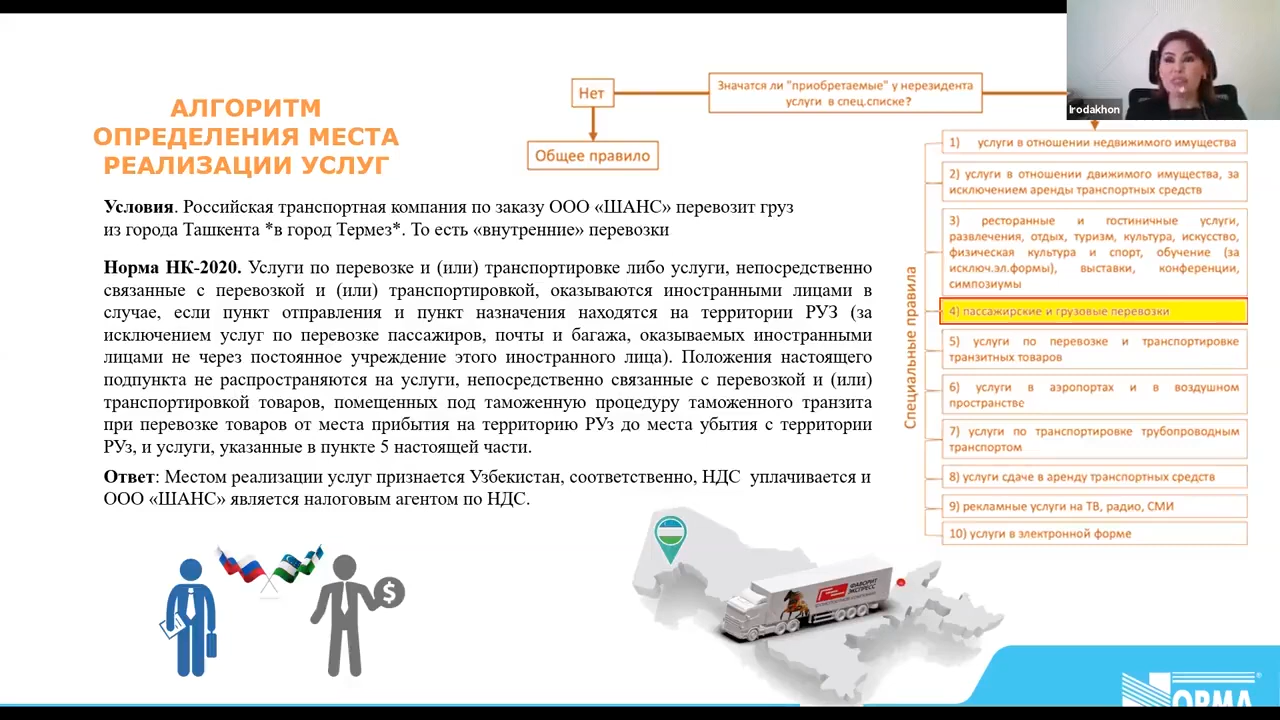 АЛГОРИТМ
ОПРЕДЕЛЕНИЯ МЕСТА
РЕАЛИЗАЦИИ УСЛУГ
Условия. Российская транспортная компания по заказу ООО «ШАНС» перевозит груз
из города Ташкента *в город Термез*. То есть «внутренние» перевозки
Норма НК-2020. Услуги по перевозке и (или) транспортировке либо услуги, непосредственно
связанные с перевозкой и (или) транспортировкой, оказываются иностранными лицами в
случае, если пункт отправления и пункт назначения находятся на территории РУЗ (за
исключением услуг по перевозке пассажиров, почты и багажа, оказываемых иностранными
лицами не через постоянное учреждение этого иностранного лица). Положения настоящего
подпункта не распространяются на услуги, непосредственно связанные с перевозкой и (или)
транспортировкой товаров, помещенных под таможенную процедуру таможенного транзита
при перевозке товаров от места прибытия на территорию РУз до места убытия с территории
РУз, и услуги, указанные в пункте 5 настоящей части.
Ответ: Местом реализации услуг признается Узбекистан, соответственно, НДС уплачивается и
ООО «ШАНС» является налоговым агентом по НДС.
Нет
Значатся ли "приобретаемые" у нерезидента
услуги в спец.списке?
Общее правило
Irodakhon
Специальные правила
1) услуги в отношении недвижимого имущества
2) услуги в отношении движимого имущества, за
исключением аренды транспортных средств
3) ресторанные и гостиничные услуги,
развлечения, отдых, туризм, культура, искусство,
физическая культура и спорт, обучение (за
исключ.эл.формы), выставки, конференции,
симпозиумы
4) пассажирские и грузовые перевозки
5) услуги по перевозке и транспортировке
транзитных товаров
6) услуги в аэропортах и в воздушном
пространстве
7) услуги по транспортировке трубопроводным
транспортом
8) услуги сдаче в аренду транспортных средств
9) рекламные услуги на ТВ, радио, СМИ
10) услуги в электронной форме
$
ФАВОРИТ
ЭКСПРЕСС
НОРМА
®